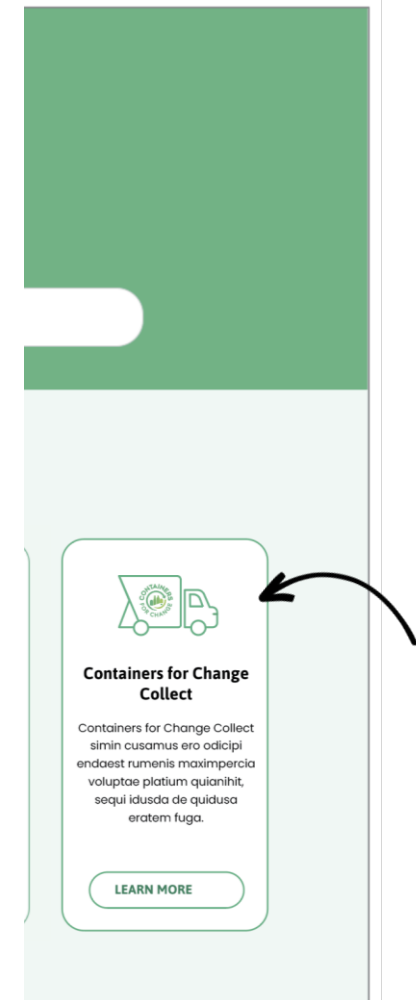 CONTAINERS
FOR CHANGE
Containers for Change
Collect
Containers for Change Collect
simin cusamus ero odicipi
endaest rumenis maximpercia
voluptae platium quianihit,
sequi idusda de quidusa
eratem fuga.
LEARN MORE